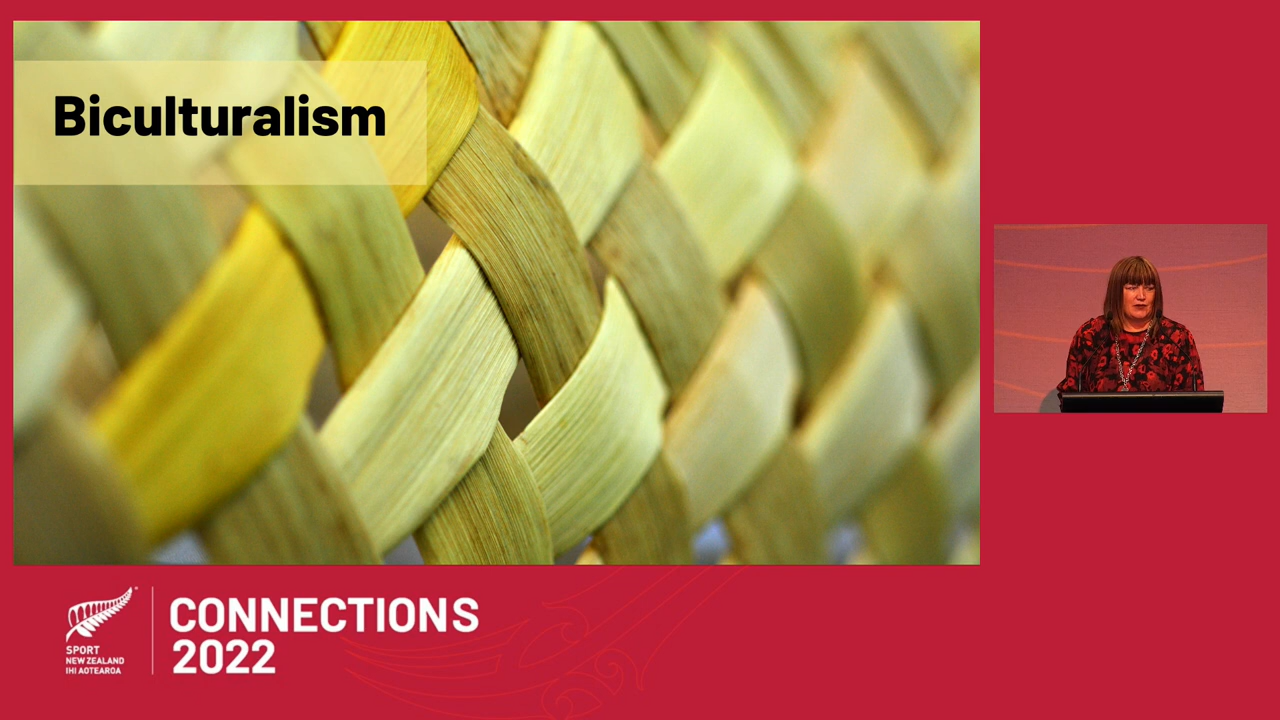 Biculturalism
SPORT
NEW ZEALAND
IHI AOTEAROA
CONNECTIONS
2022